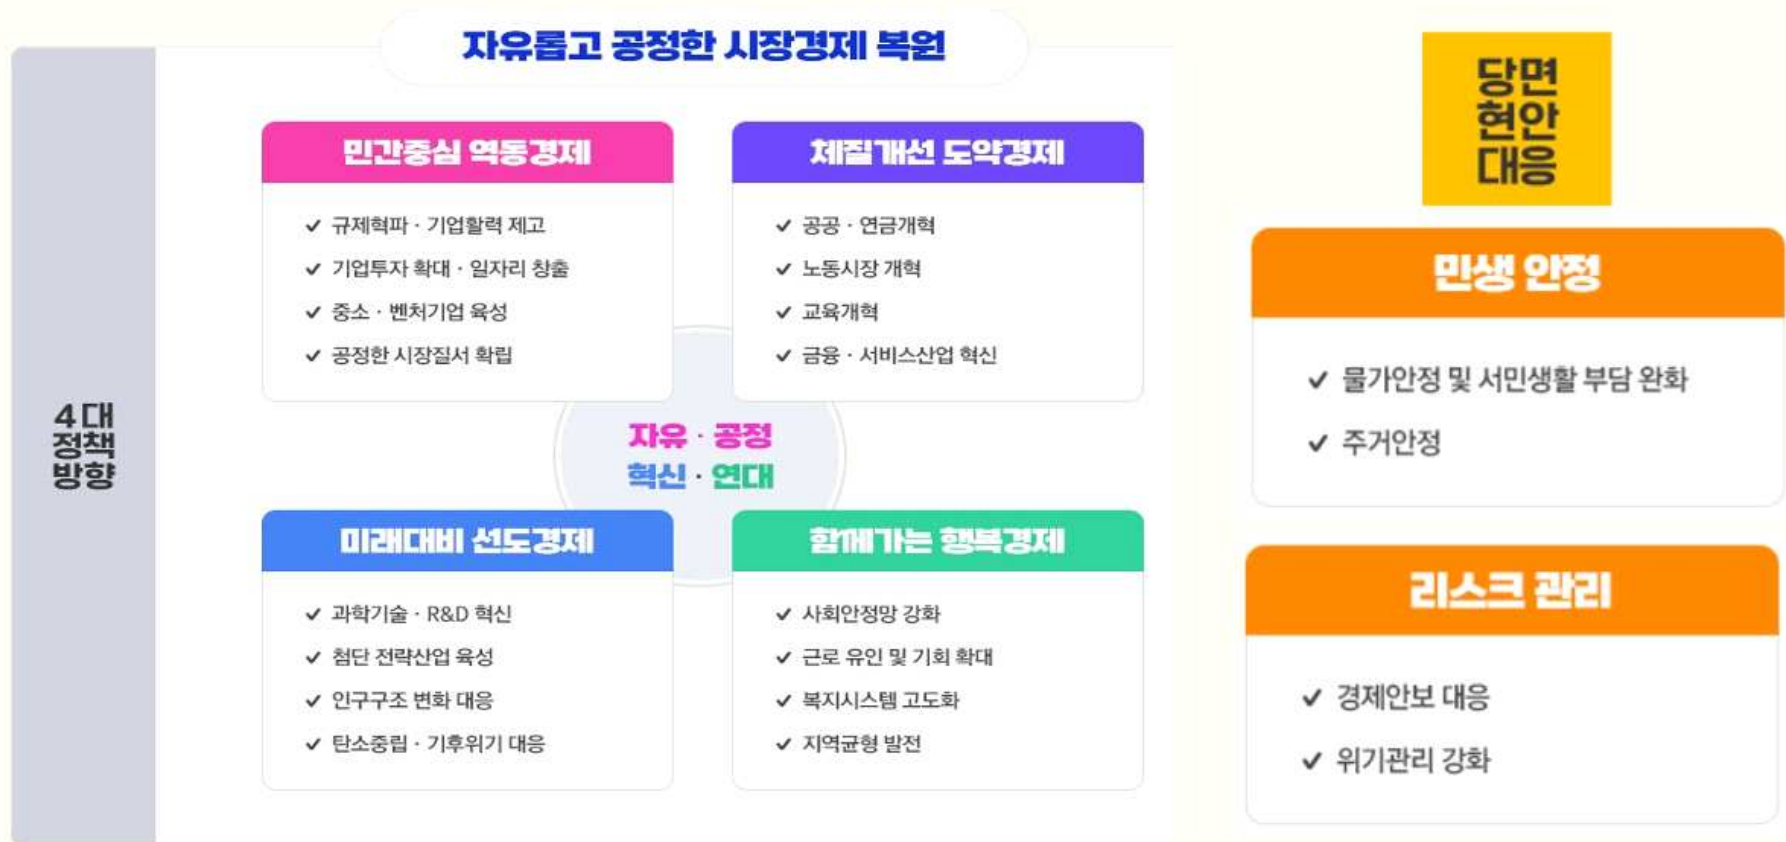 자유롭고 공정한 시장경제 복원
4대
정책
방향
민간중심 역동경제
✔ 규제혁파 · 기업활력 제고
✔ 기업투자 확대 · 일자리 창출
✔ 중소 · 벤처기업 육성
✔ 공정한 시장질서 확립
체질개선 도약경제
✔ 공공 · 연금개혁
✔ 노동시장 개혁
✔ 교육개혁
✔ 금융 · 서비스산업 혁신
자유 · 공정
혁신 · 연대
미래대비 선도경제
✔ 과학기술 · R&D 혁신
✔ 첨단 전략산업 육성
✔ 인구구조 변화 대응
✔ 탄소중립 · 기후위기 대응
함께가는 행복경제
✔ 사회안정망 강화
✔ 근로 유인 및 기회 확대
✔ 복지시스템 고도화
✔ 지역균형 발전
당면
현안
대응
민생 안정
✔ 물가안정 및 서민생활 부담 완화
✔ 주거안정
리스크 관리
✔ 경제안보 대응
✔ 위기관리 강화